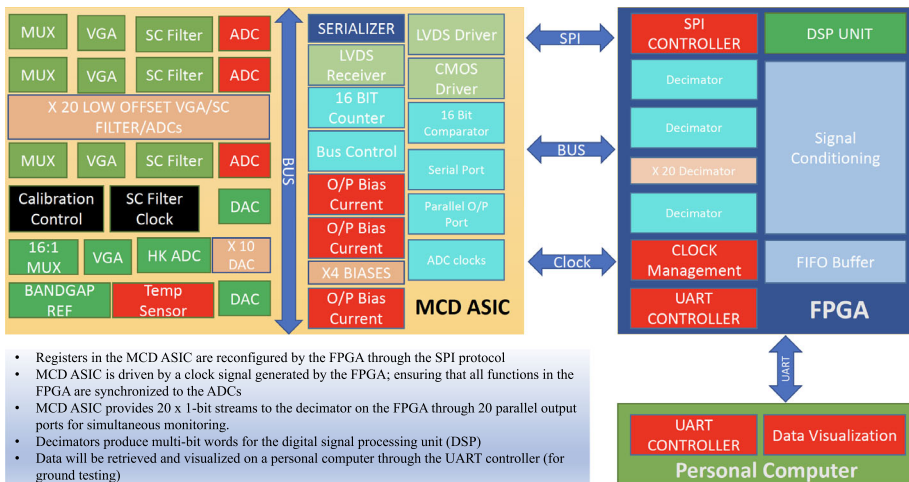 MUX
VGA
SC Filter
ADC
MUX
VGA
SC Filter
ADC
X 20 LOW OFFSET VGA/SC
FILTER/ADCs
MUX
VGA
SC Filter
ADC
Calibration
Control
SC Filter
Clock
DAC
16:1
MUX
VGA
HK ADC
X 10
DAC
BANDGAP
REF
Temp
Sensor
DAC
BUS
SERIALIZER
LVDS
Receiver
16 BIT
Counter
Bus Control
O/P Bias
Current
O/P Bias
Current
X4 BIASES
O/P Bias
Current
LVDS Driver
CMOS
Driver
16 Bit
Comparator
Serial Port
Parallel O/P
Port
ADC clocks
MCD ASIC
SPI
BUS
Clock
SPI
CONTROLLER
DSP UNIT
Decimator
Decimator
X 20 Decimator
Decimator
Signal
Conditioning
CLOCK
Management
FIFO Buffer
UART
CONTROLLER
FPGA
UART
UART
CONTROLLER
Data Visualization
Personal Computer
• Registers in the MCD ASIC are reconfigured by the FPGA through the SPI protocol
• MCD ASIC is driven by a clock signal generated by the FPGA; ensuring that all functions in the
FPGA are synchronized to the ADCs
• MCD ASIC provides 20 x 1-bit streams to the decimator on the FPGA through 20 parallel output
ports for simultaneous monitoring.
• Decimators produce multi-bit words for the digital signal processing unit (DSP)
• Data will be retrieved and visualized on a personal computer through the UART controller (for
ground testing)